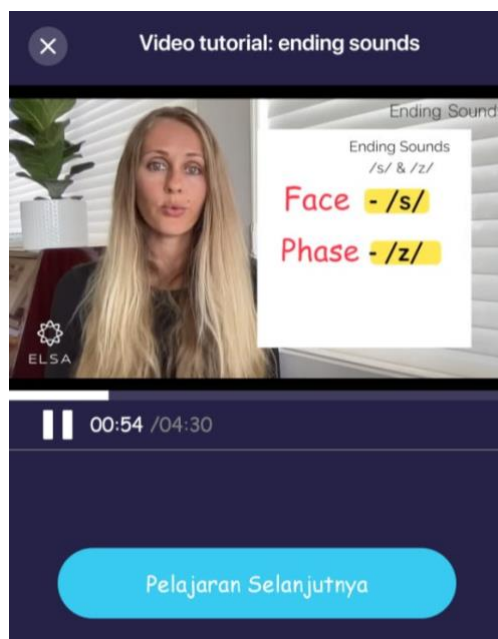 Video tutorial: ending sounds
Ending Sound
Ending Sounds
/s/ & /z/
Face - /s/
Phase - /z/
ELSA
00:54 /04:30
Pelajaran Selanjutnya